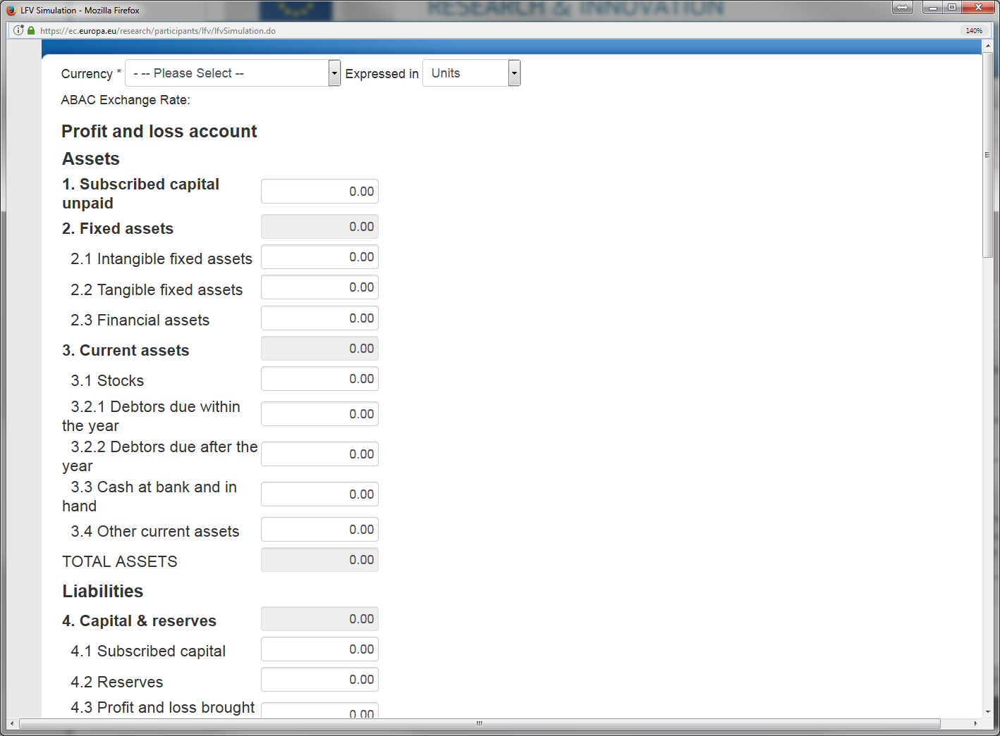 LFV Simulation - Mozilla Firefox
RESEARCH & INNOVATION
https://ec.europa.eu/research/participants/lfv/lfvSimulation.do
140%
Currency * - -- Please Select -- Expressed in Units
ABAC Exchange Rate:
Profit and loss account
Assets
1. Subscribed capital
unpaid
0.00
2. Fixed assets 0.00
2.1 Intangible fixed assets 0.00
2.2 Tangible fixed assets 0.00
2.3 Financial assets 0.00
3. Current assets 0.00
3.1 Stocks 0.00
3.2.1 Debtors due within
the year
0.00
3.2.2 Debtors due after the
year
0.00
3.3 Cash at bank and in
hand
0.00
3.4 Other current assets 0.00
TOTAL ASSETS 0.00
Liabilities
4. Capital & reserves 0.00
4.1 Subscribed capital 0.00
4.2 Reserves 0.00
4.3 Profit and loss brought
0.00